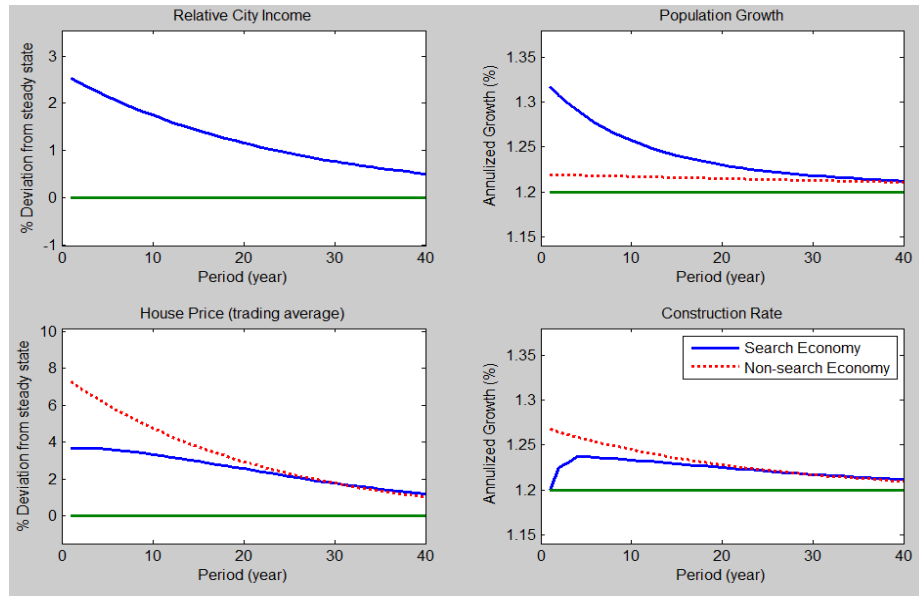 Relative City Income
% Deviation from steady state
3
2
1
0
-1
0 10 20 30 40
Period (year)
Population Growth
Annulized Growth (%)
1.35
1.3
1.25
1.2
1.15
0 10 20 30 40
Period (year)
House Price (trading average)
% Deviation from steady state
10
8
6
4
2
0
0 10 20 30 40
Period (year)
Construction Rate
Annulized Growth (%)
1.35
1.3
1.25
1.2
1.15
Search Economy
Non-search Economy
0 10 20 30 40
Period (year)